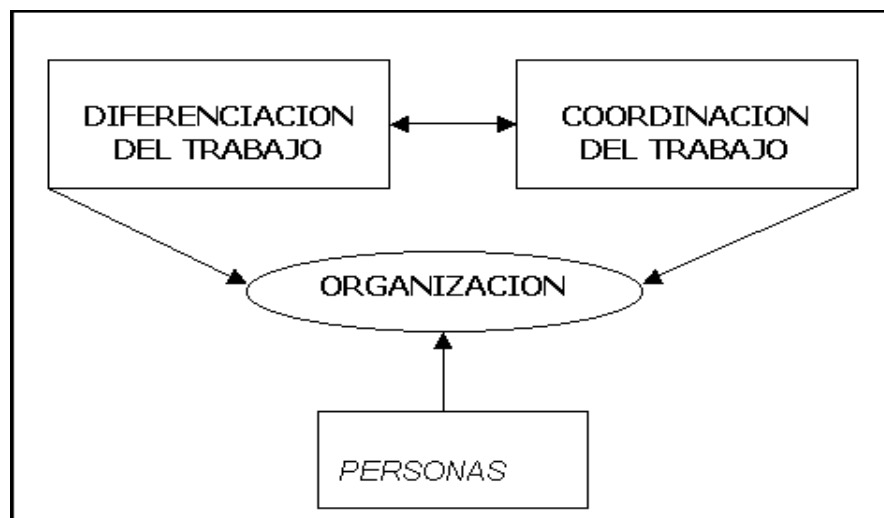 DIFERENCIACION
DEL TRABAJO
COORDINACION
DEL TRABAJO
ORGANIZACION
PERSONAS